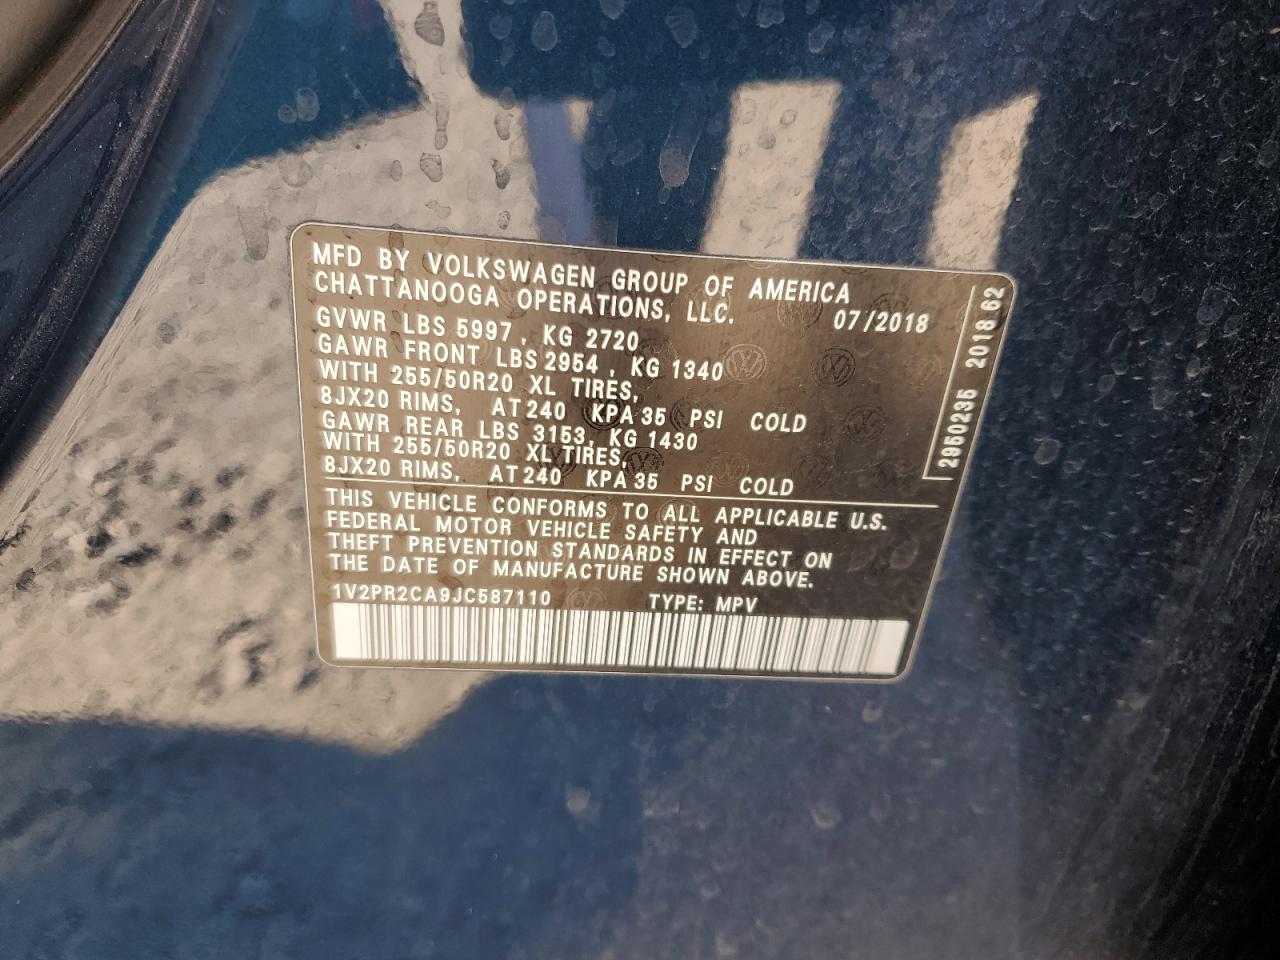 MFD BY VOLKSWAGEN GROUP OF AMERICA
CHATTANOOGA OPERATIONS, LLC. 07/2018
GVWR LBS 5997, KG 2720
GAWR FRONT LBS 2954, KG 1340
WITH 255/50R20 XL TIRES,
8JX20 RIMS, AT 240 KPA 35 PSI COLD
GAWR REAR LBS 3153, KG 1430
WITH 255/50R20 XL TIRES,
8JX20 RIMS, AT 240 KPA 35 PSI COLD
2950235 2018 62
THIS VEHICLE CONFORMS TO ALL APPLICABLE U.S.
FEDERAL MOTOR VEHICLE SAFETY AND
THEFT PREVENTION STANDARDS IN EFFECT ON
THE DATE OF MANUFACTURE SHOWN ABOVE.
1V2PR2CA9JC587110 TYPE: MPV